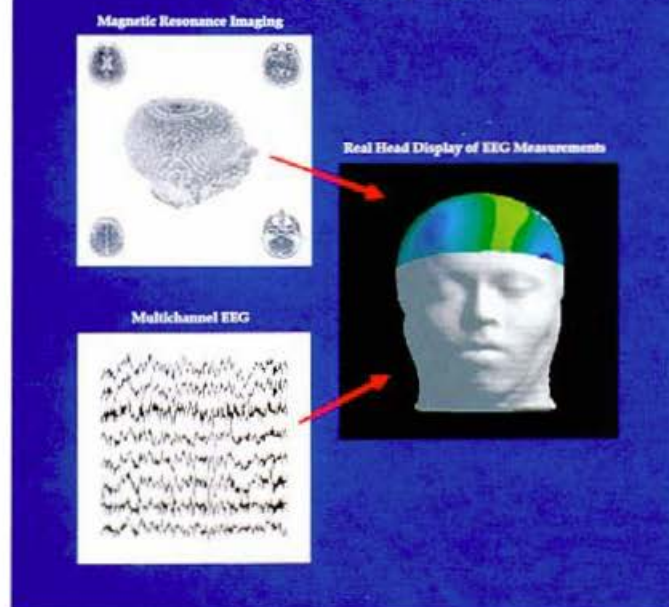 Magnetic Resonance Imaging
Real Head Display of EEG Measurements
Multichannel EEG